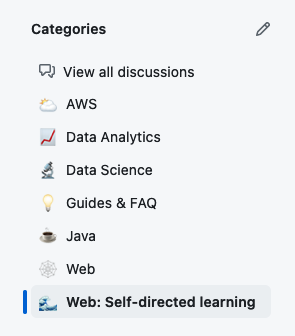 Categories
View all discussions
AWS
Data Analytics
Data Science
Guides & FAQ
Java
Web
Web: Self-directed learning